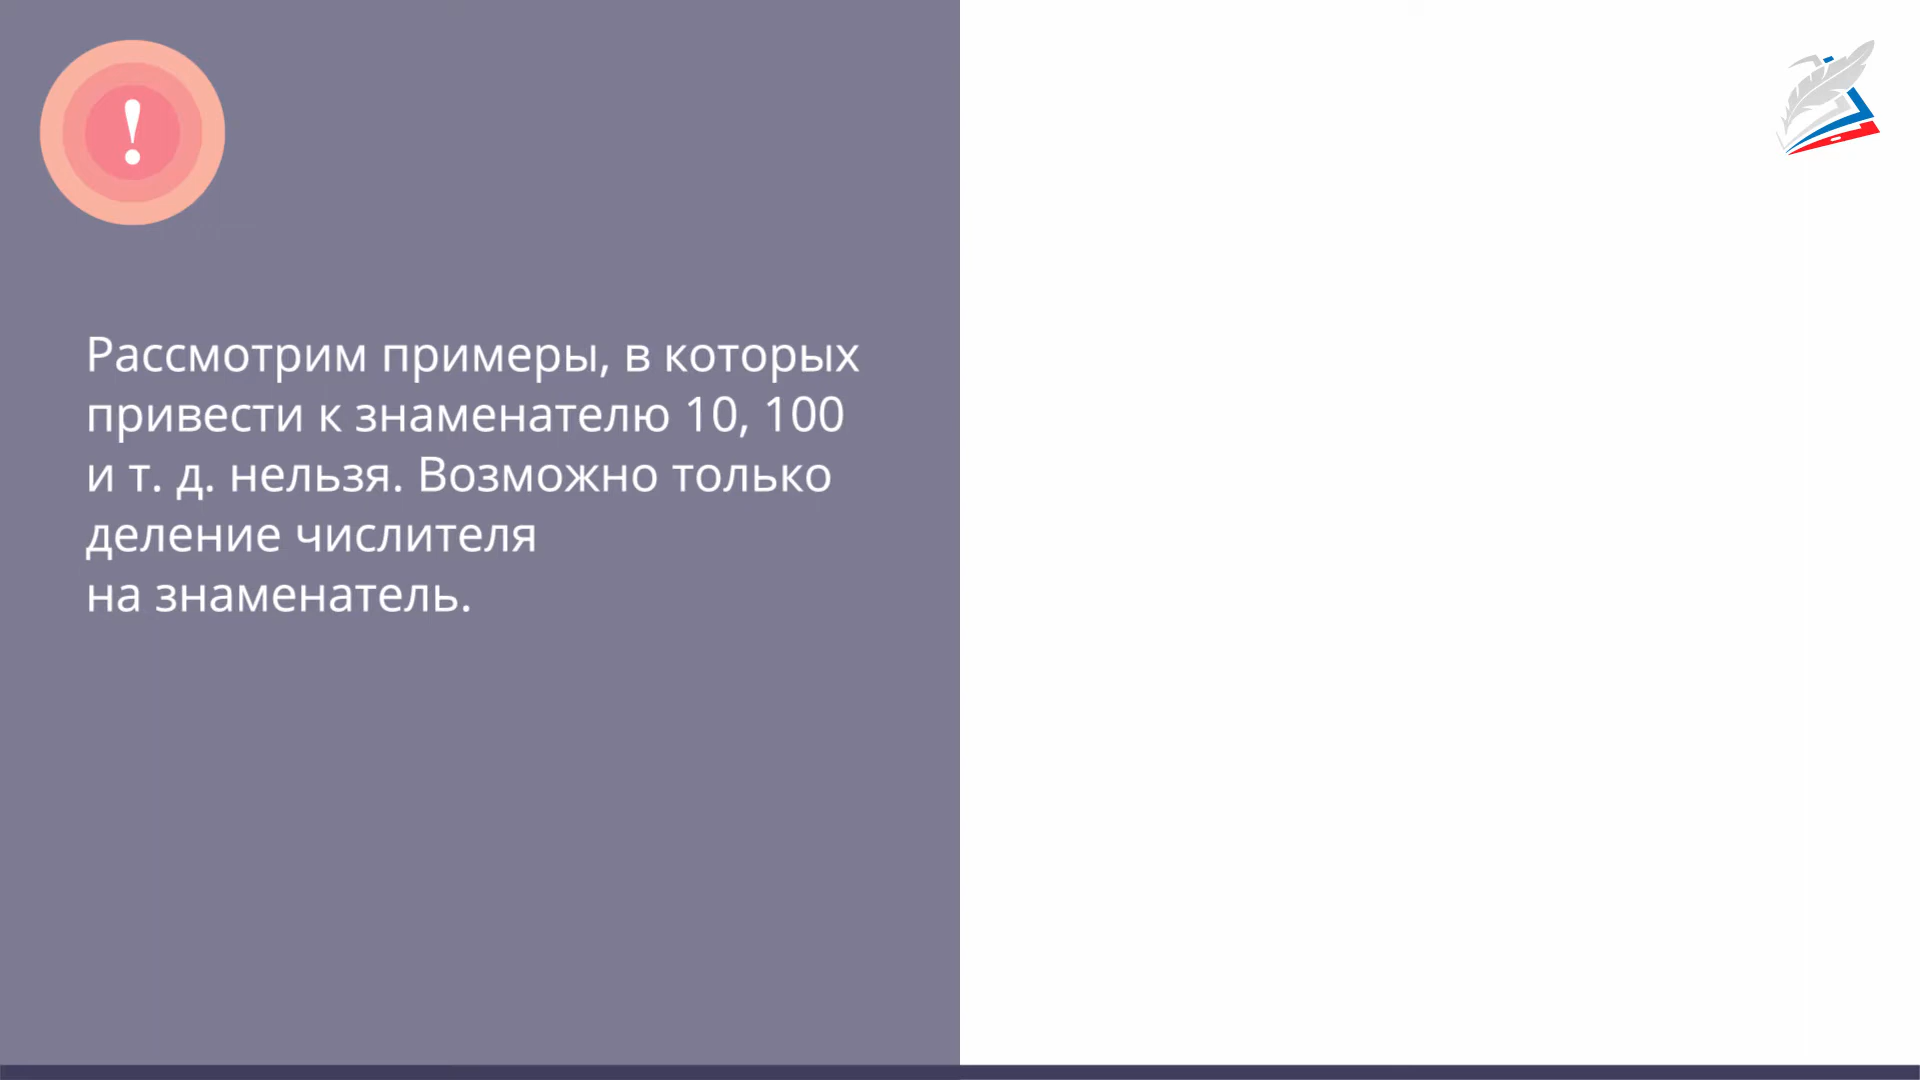 !
Рассмотрим примеры, в которых
привести к знаменателю 10, 100
и т. д. нельзя. Возможно только
деление числителя
на знаменатель.